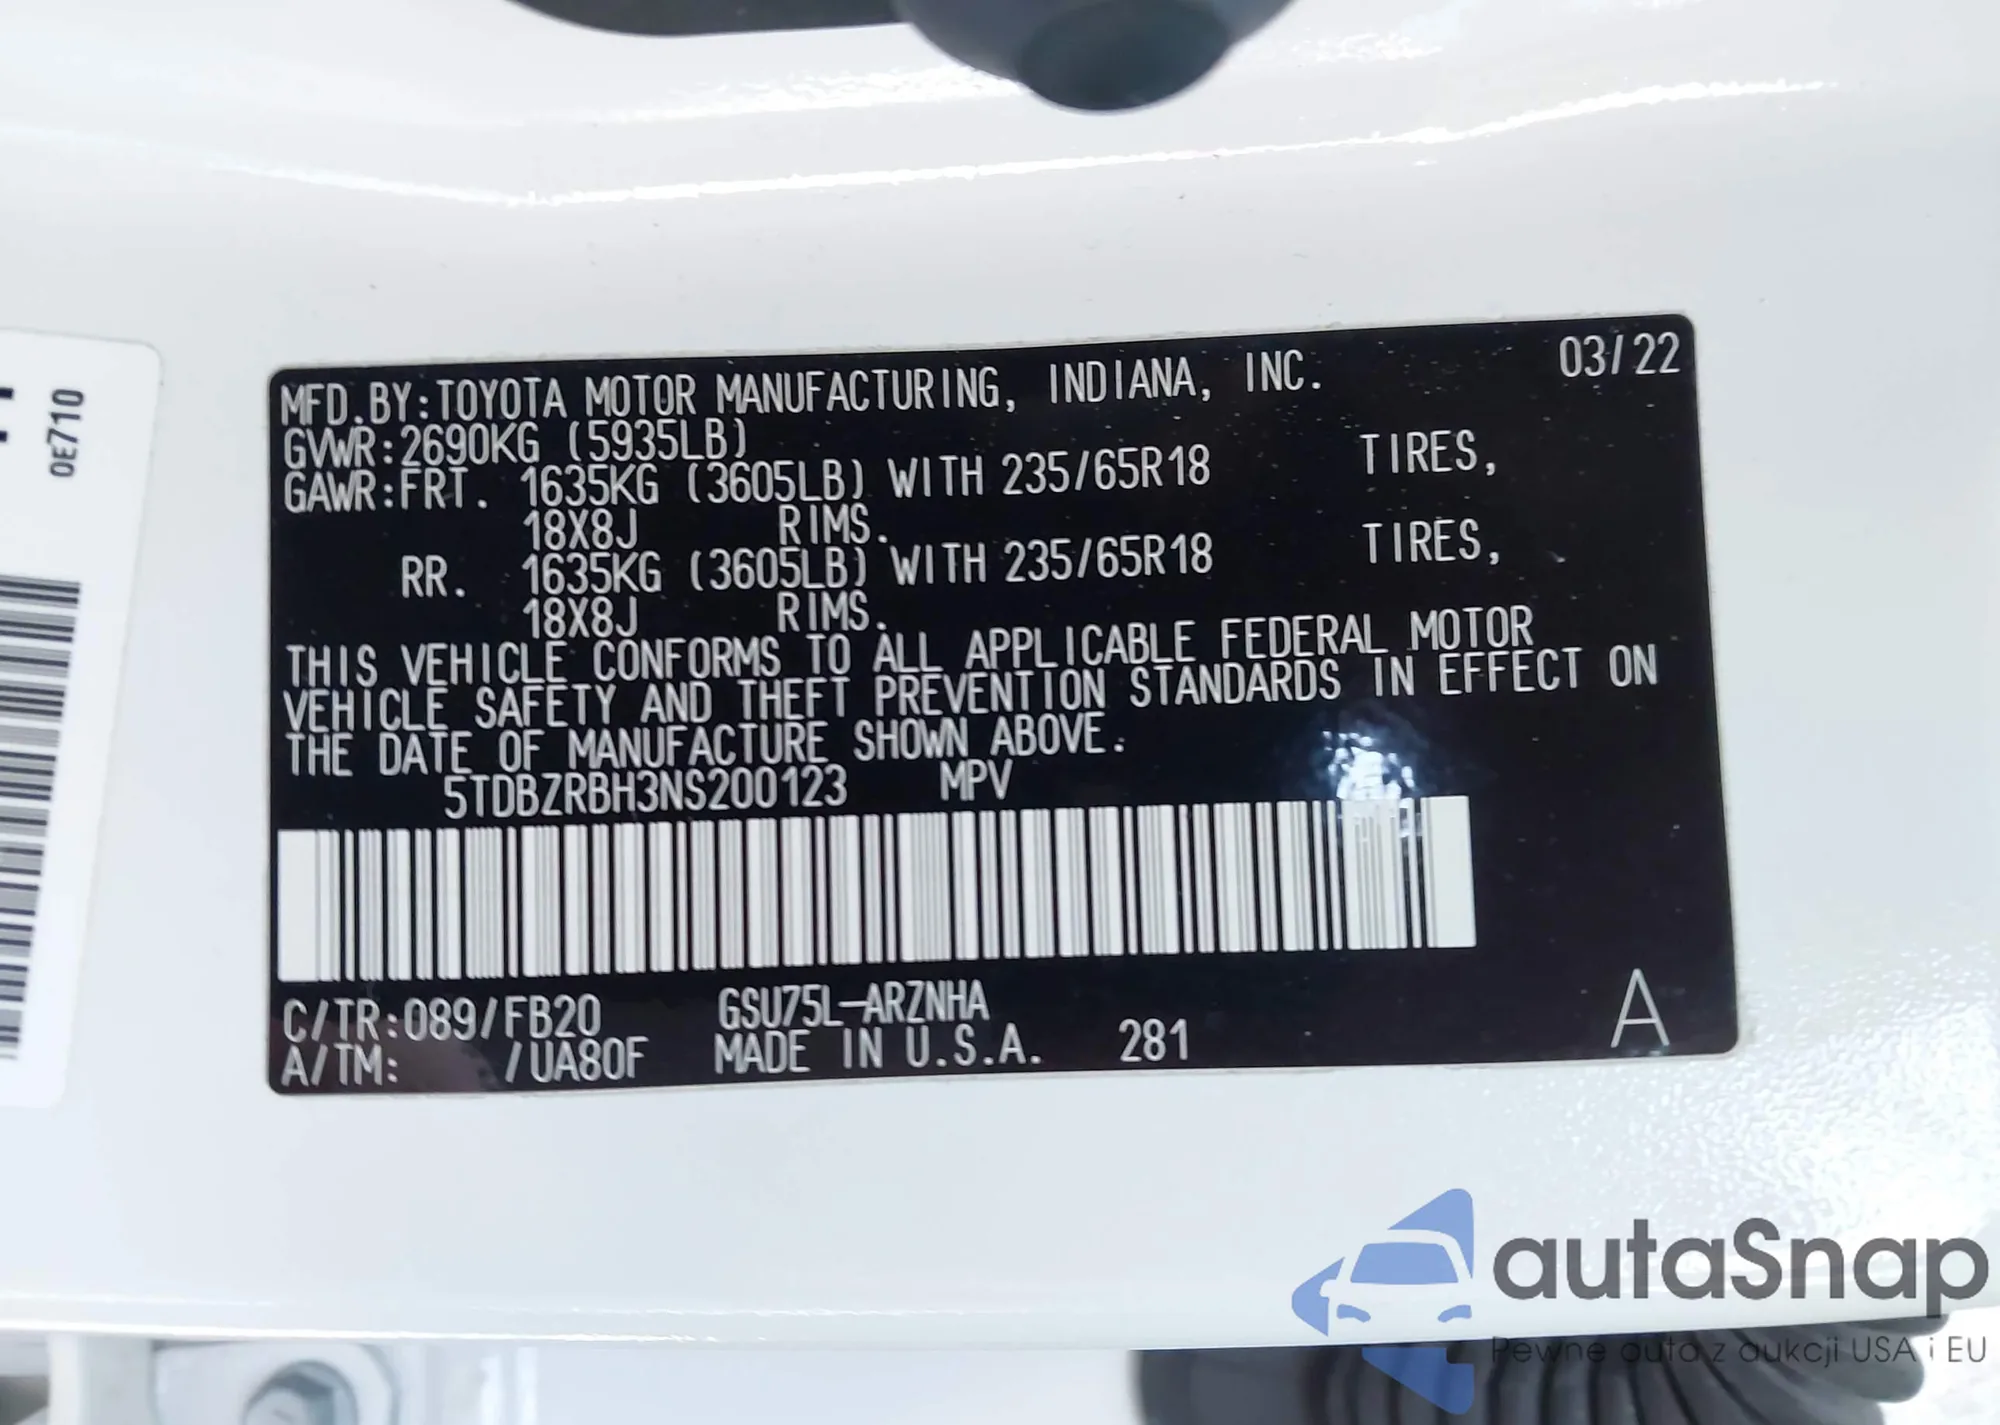 MFD.BY:TOYOTA MOTOR MANUFACTURING, INDIANA, INC. 03/22
GVWR:2690KG (5935LB)
GAWR:FRT. 1635KG (3605LB) WITH 235/65R18 TIRES,
18X8J RIMS.
RR. 1635KG (3605LB) WITH 235/65R18 TIRES,
18X8J RIMS.
THIS VEHICLE CONFORMS TO ALL APPLICABLE FEDERAL MOTOR
VEHICLE SAFETY AND THEFT PREVENTION STANDARDS IN EFFECT ON
THE DATE OF MANUFACTURE SHOWN ABOVE.
5TDBZRBH3NS200123 MPV
C/TR:089/FB20 GSU75L-ARZNHA
A/TM: /UA80F MADE IN U.S.A. 281 A
0E710
autaSnap
Pewne auta z aukcji USA i EU